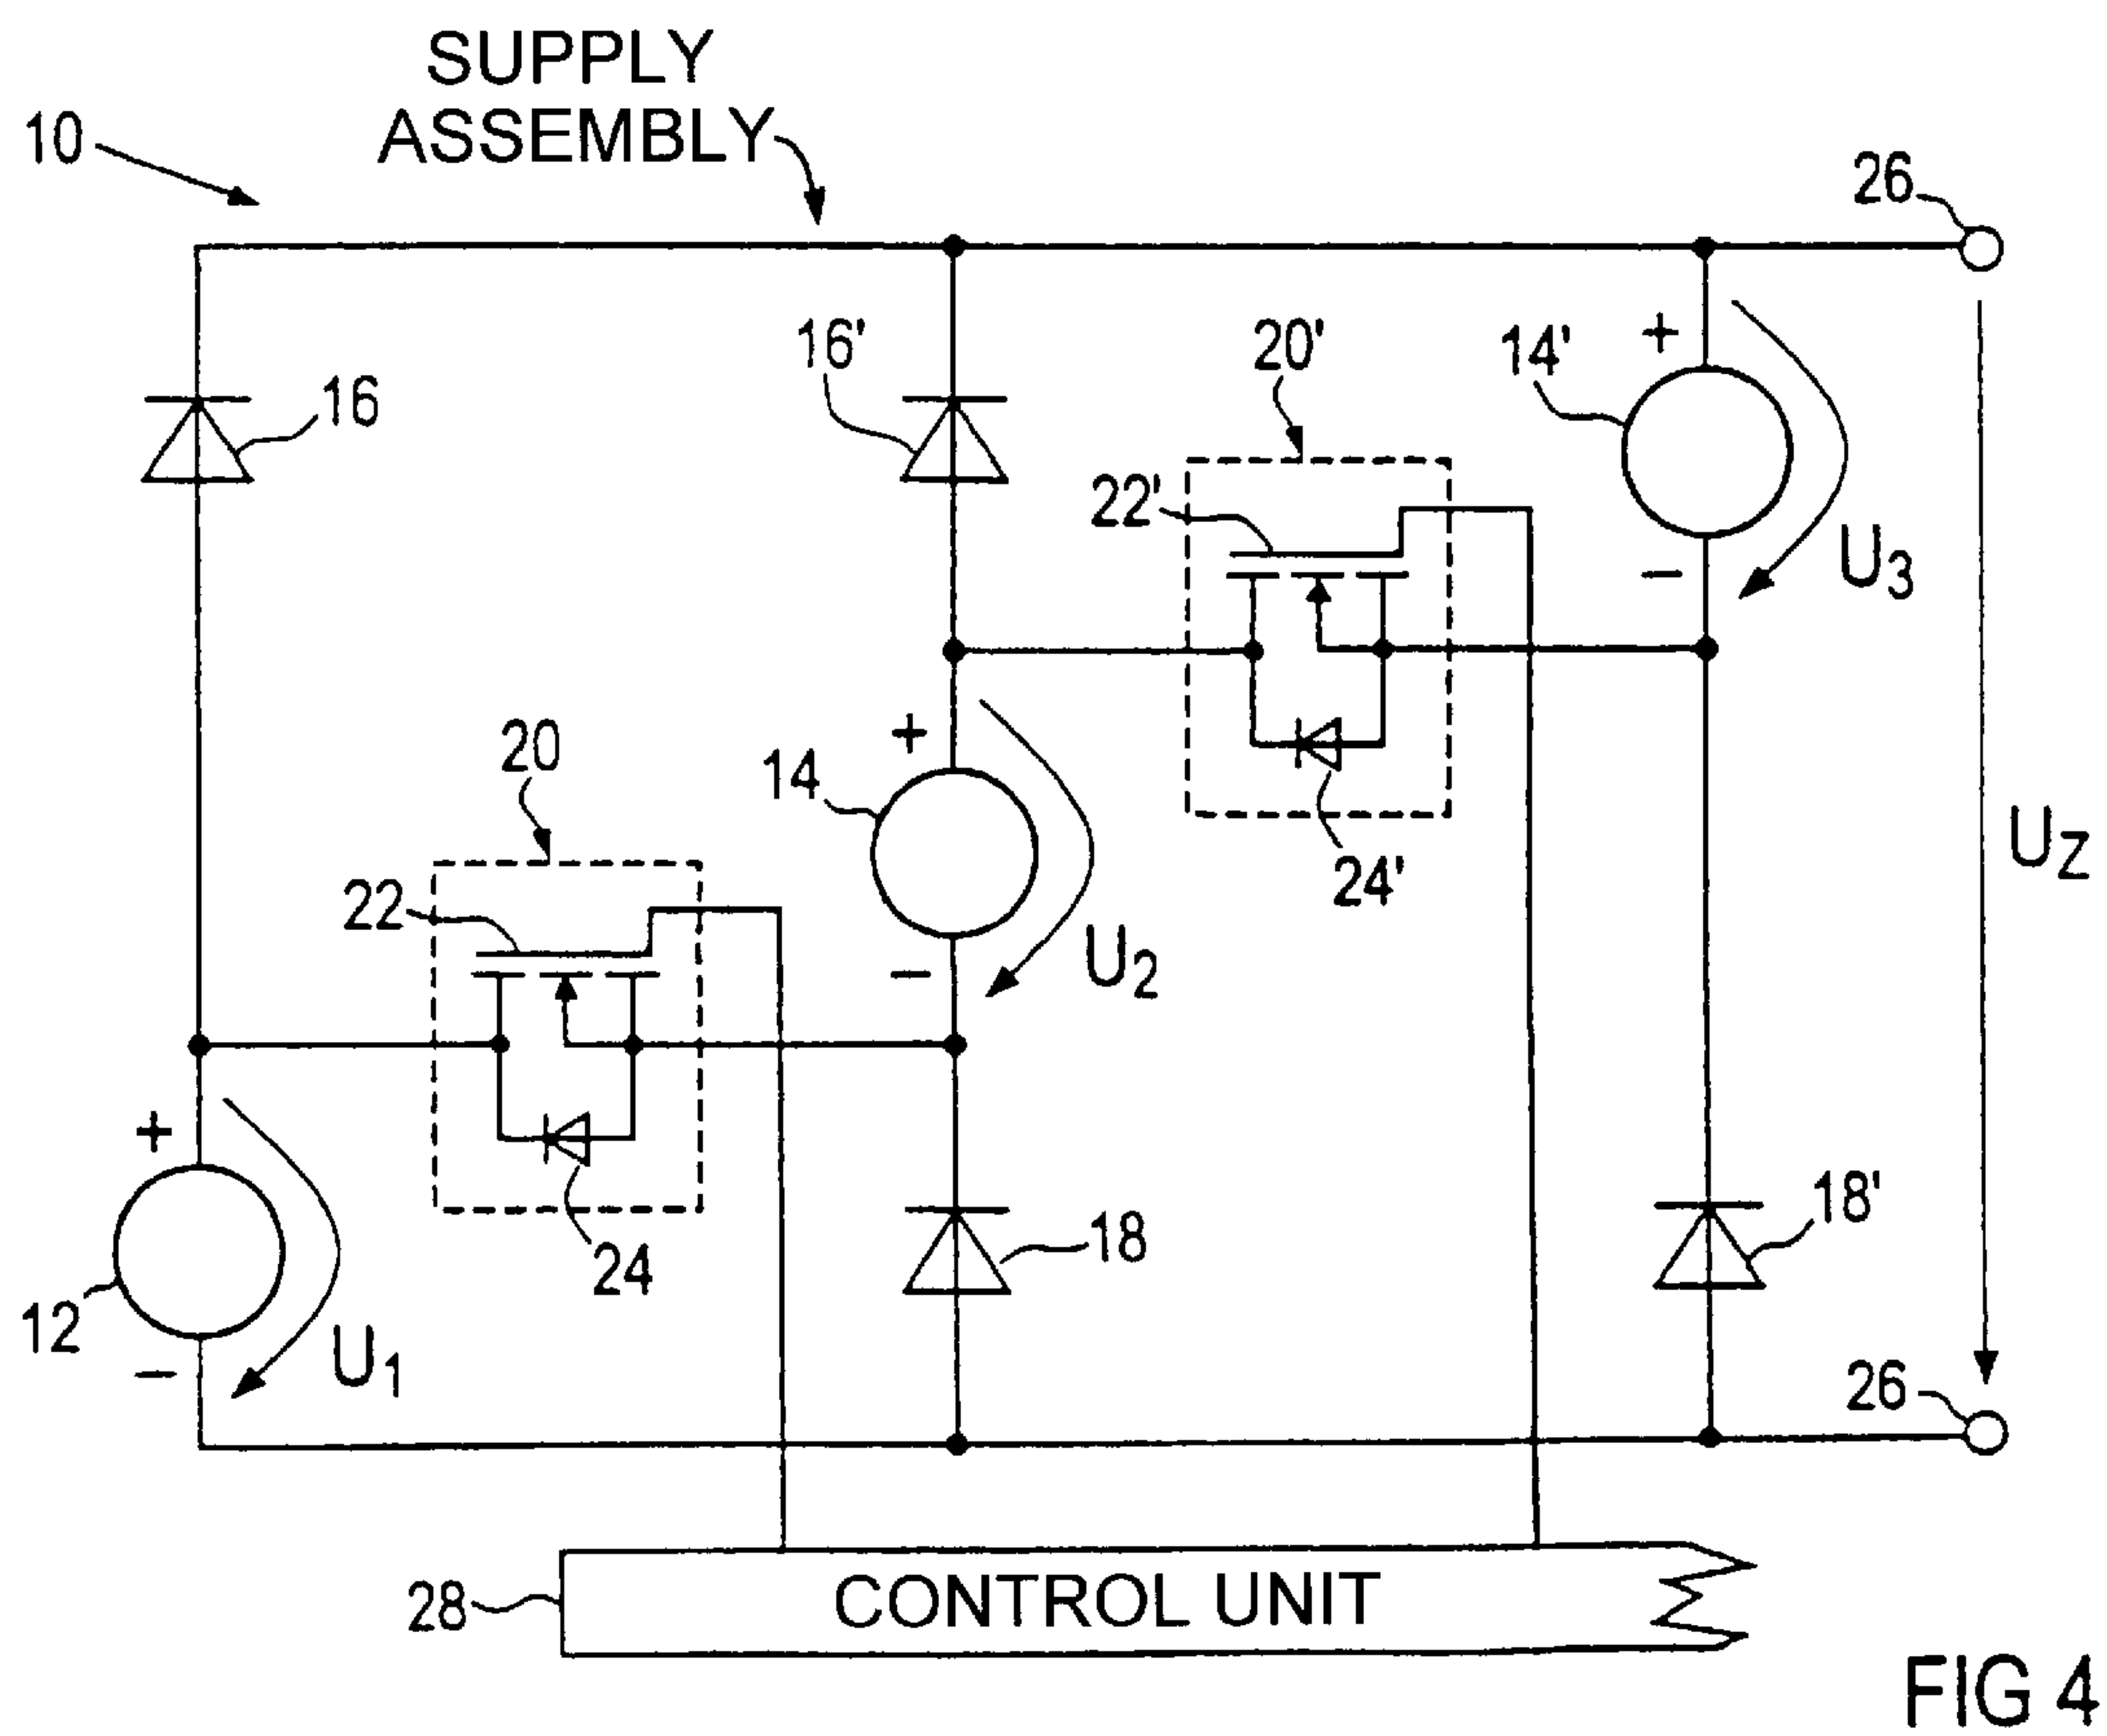 SUPPLY
ASSEMBLY
10
26
16
16'
20'
14'
+
22'
−
U3
20
+
14
24'
UZ
22
−
U2
+
24
18
18'
12
−
U1
26
28
CONTROL UNIT
FIG 4